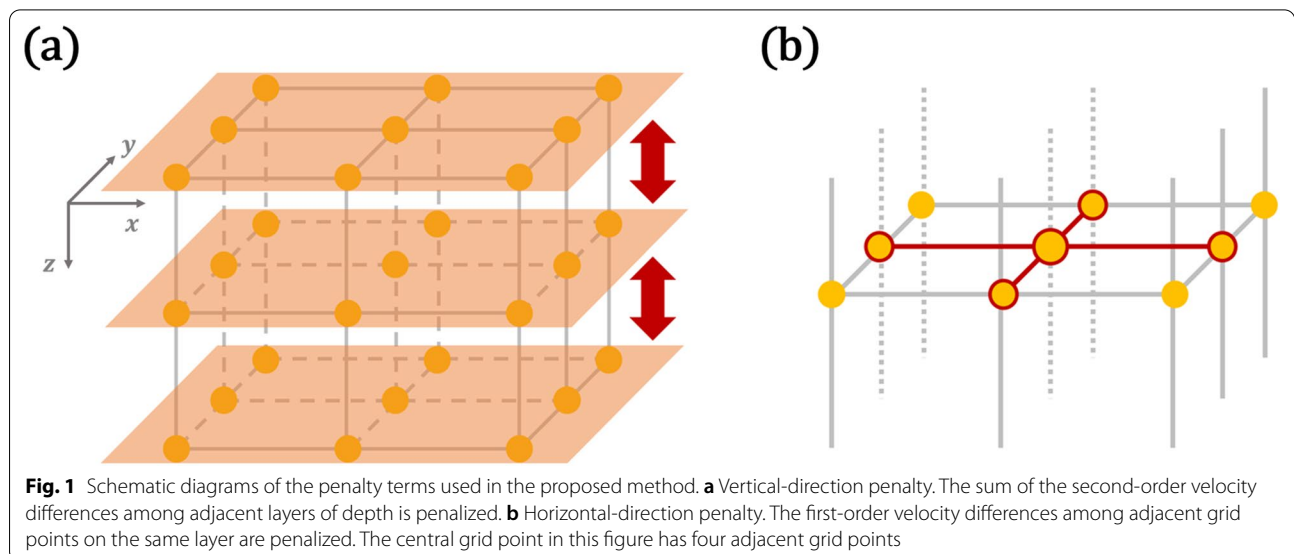 (a)
(b)
y
x
z
Fig. 1 Schematic diagrams of the penalty terms used in the proposed method. a Vertical-direction penalty. The sum of the second-order velocity
differences among adjacent layers of depth is penalized. b Horizontal-direction penalty. The first-order velocity differences among adjacent grid
points on the same layer are penalized. The central grid point in this figure has four adjacent grid points